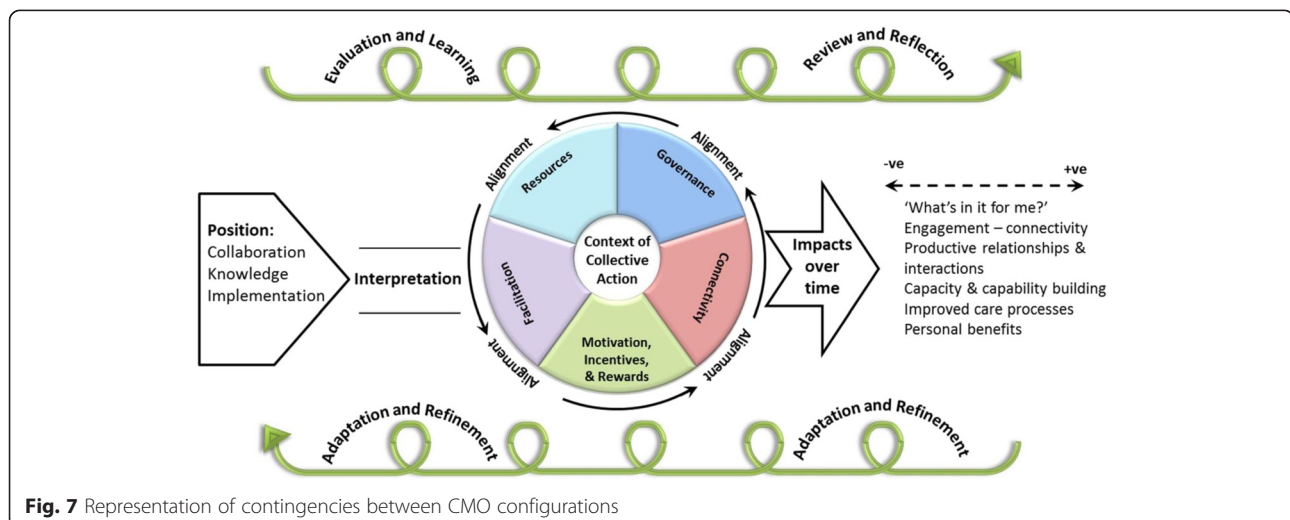 Evaluation and Learning
Review and Reflection
Position:
Collaboration
Knowledge
Implementation
Interpretation
Alignment
Alignment
Resources
Governance
Context of
Collective
Action
Facilitation
Connectivity
Motivation,
Incentives,
& Rewards
Alignment
Alignment
Impacts
over
time
-ve
+ve
'What's in it for me?'
Engagement – connectivity
Productive relationships &
interactions
Capacity & capability building
Improved care processes
Personal benefits
Adaptation and Refinement
Adaptation and Refinement
Fig. 7 Representation of contingencies between CMO configurations